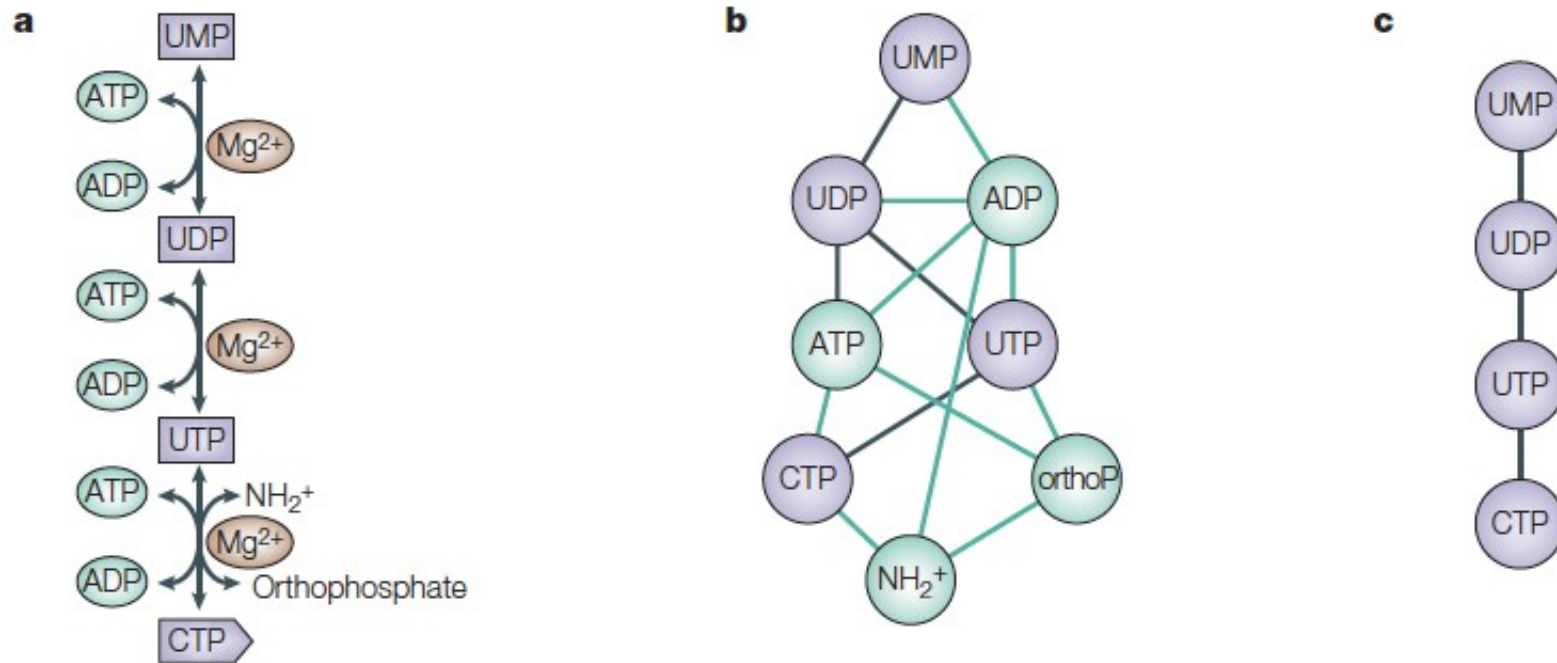 a
UMP
ATP
Mg2+
ADP
UDP
ATP
Mg2+
ADP
UTP
ATP
NH2+
Mg2+
ADP
Orthophosphate
CTP
b
UMP
UDP
ADP
ATP
UTP
CTP
orthoP
NH2+
c
UMP
UDP
UTP
CTP